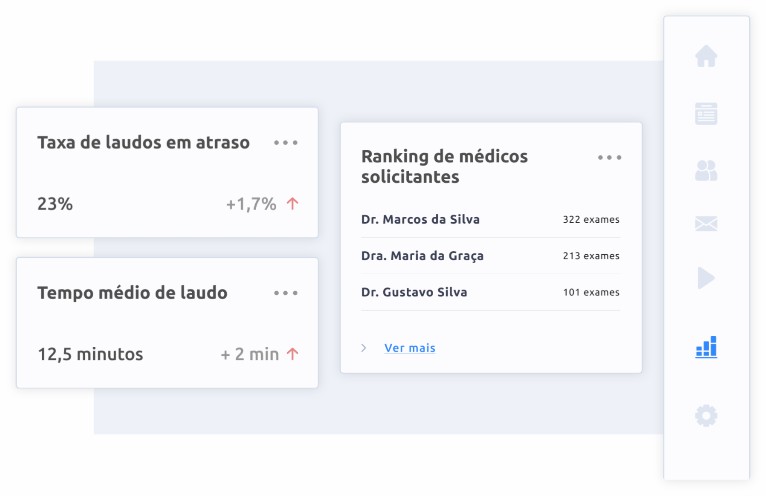 Taxa de laudos em atraso
23%
+1,7%
Tempo médio de laudo
12,5 minutos
+ 2 min
Ranking de médicos
solicitantes
Dr. Marcos da Silva
322 exames
Dra. Maria da Graça
213 exames
Dr. Gustavo Silva
101 exames
Ver mais